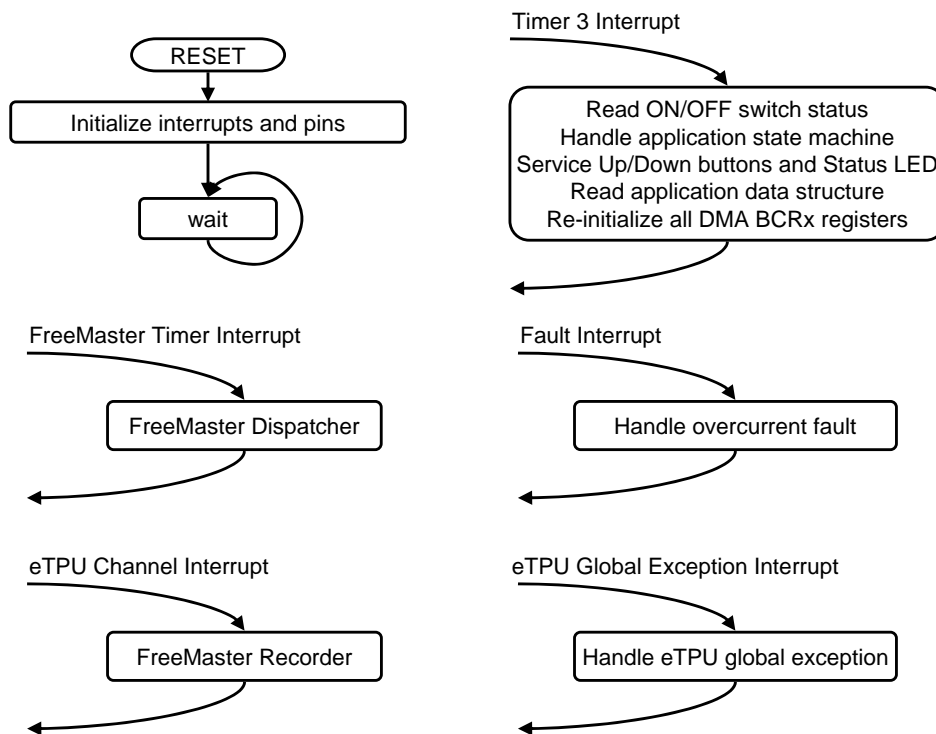 RESET
Initialize interrupts and pins
wait
Timer 3 Interrupt
Read ON/OFF switch status
Handle application state machine
Service Up/Down buttons and Status LED
Read application data structure
Re-initialize all DMA BCRx registers
FreeMaster Timer Interrupt
FreeMaster Dispatcher
Fault Interrupt
Handle overcurrent fault
eTPU Channel Interrupt
FreeMaster Recorder
eTPU Global Exception Interrupt
Handle eTPU global exception